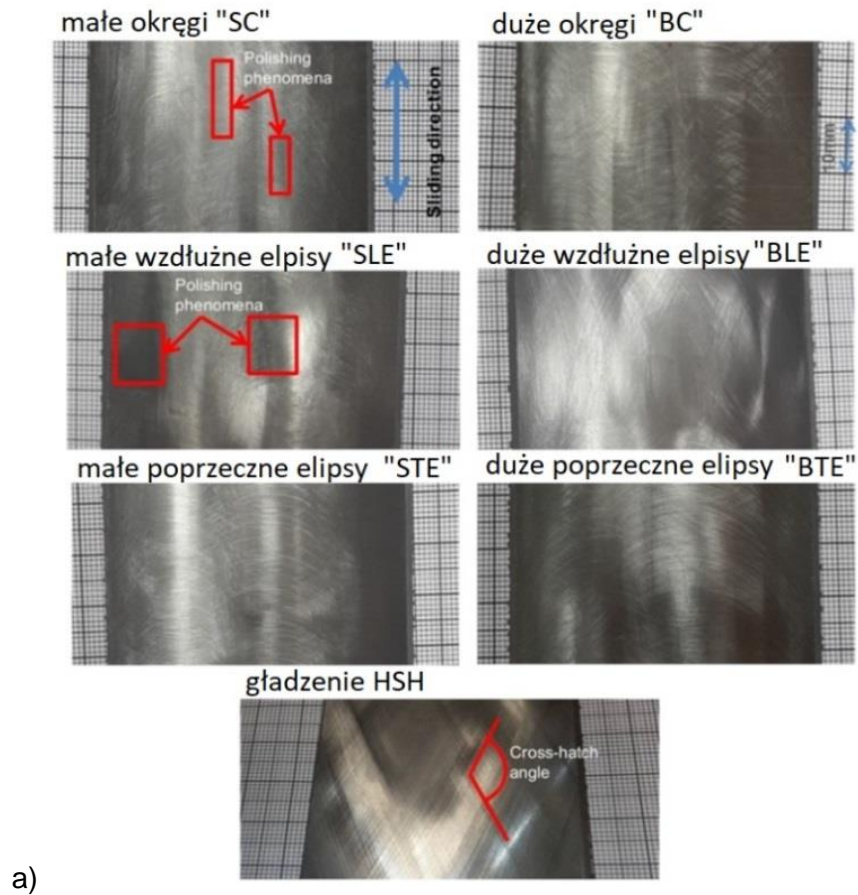 małe okręgi "SC"
duże okręgi "BC"
Polishing
phenomena
Sliding direction
10mm
małe wzdłużne elpisy "SLE"
duże wzdłużne elpisy "BLE"
Polishing
phenomena
małe poprzeczne elipsy "STE"
duże poprzeczne elipsy "BTE"
gładzenie HSH
Cross-hatch
angle
a)